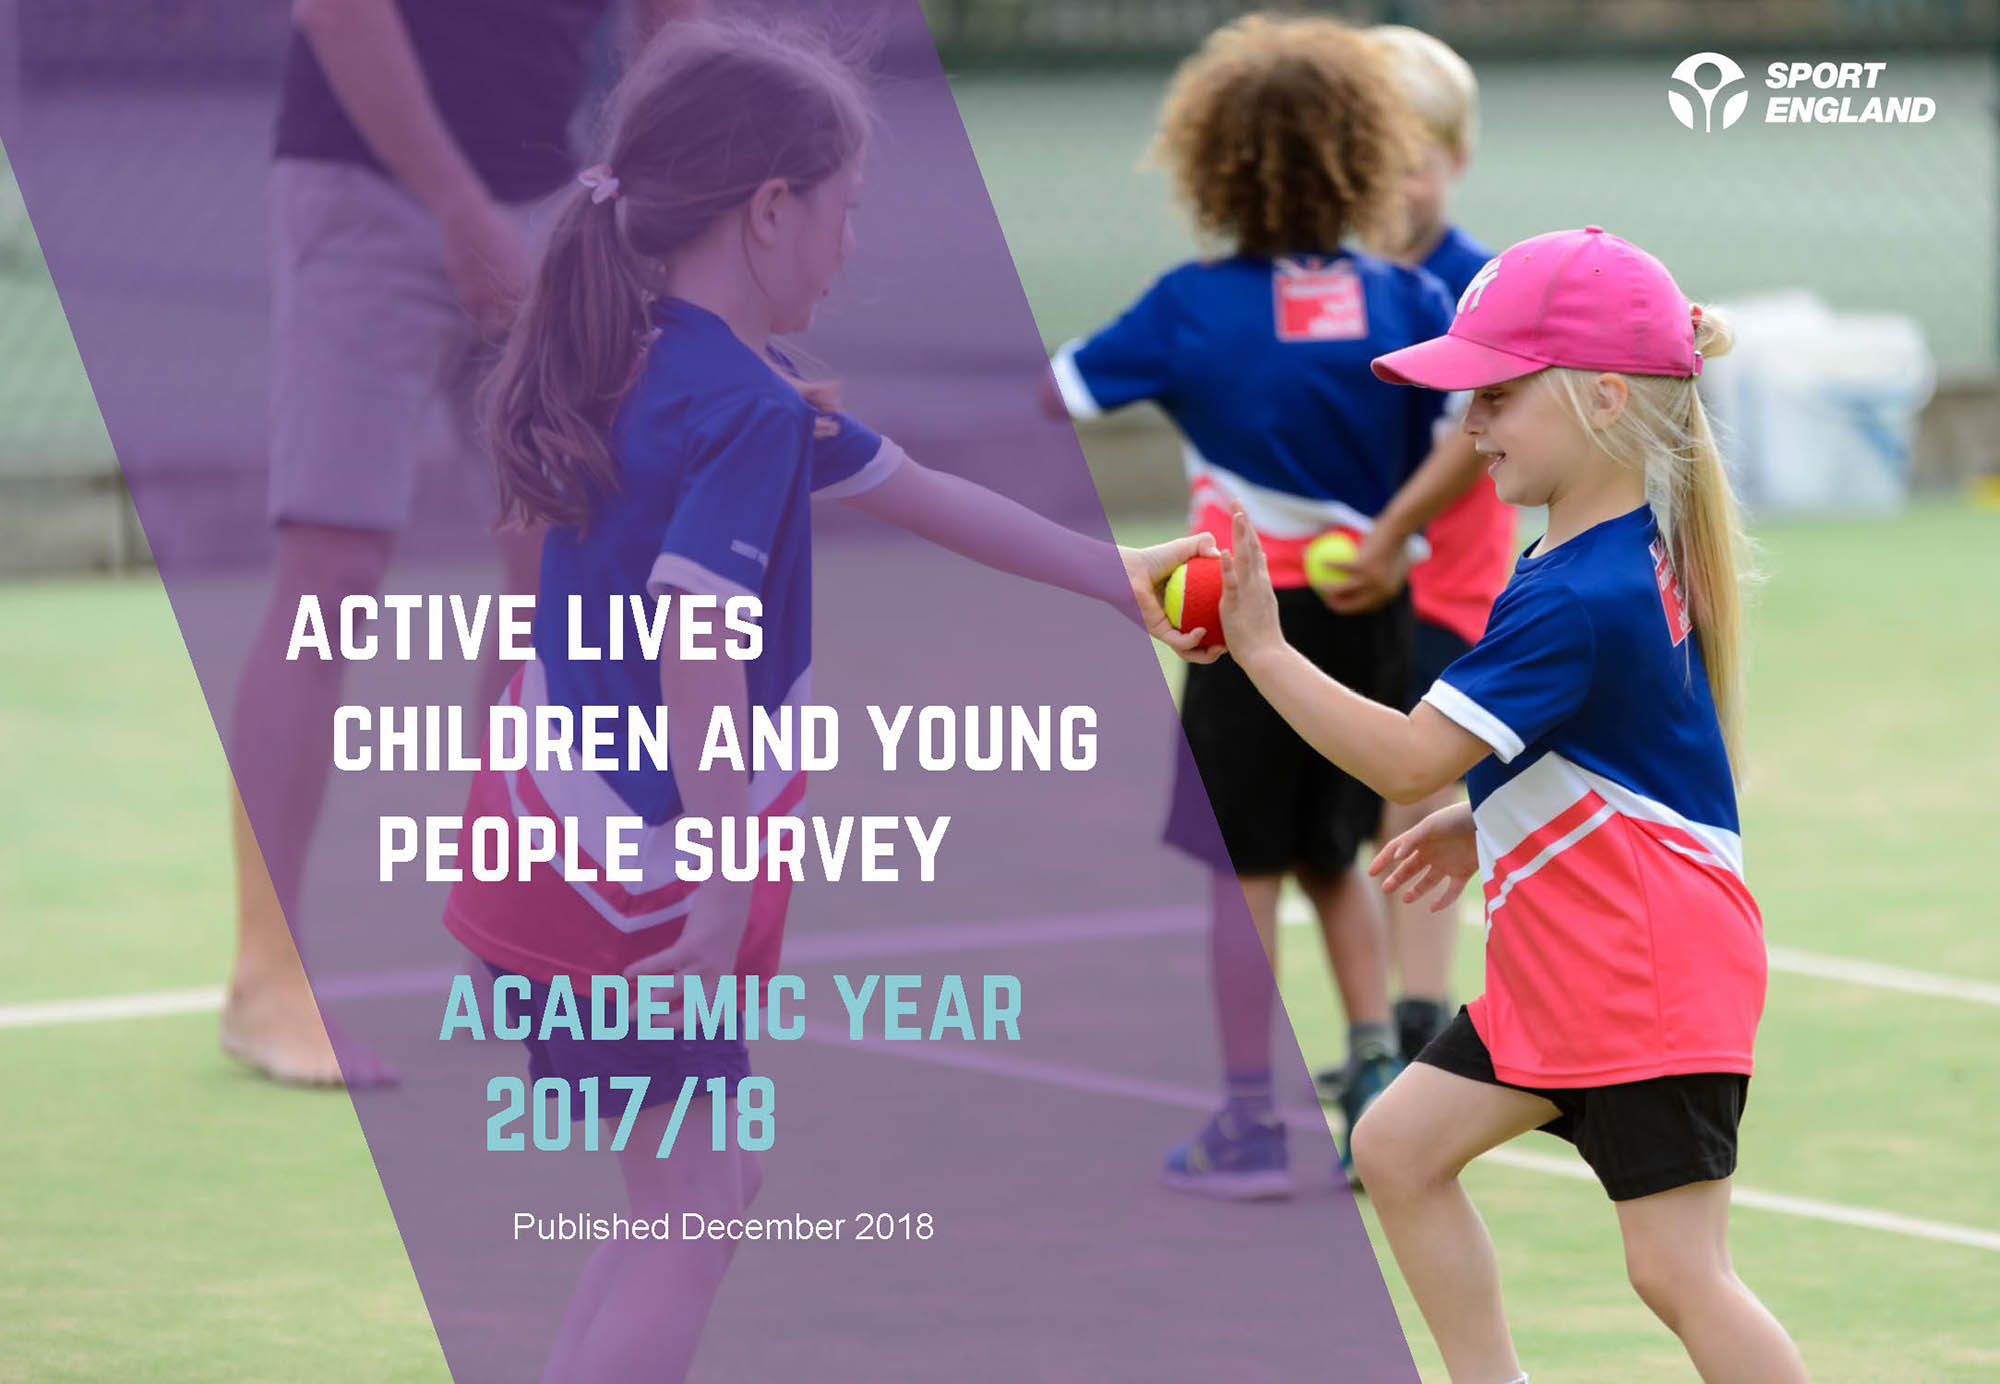 SPORT
ENGLAND
ACTIVE LIVES
CHILDREN AND YOUNG
PEOPLE SURVEY
ACADEMIC YEAR
2017/18
Published December 2018